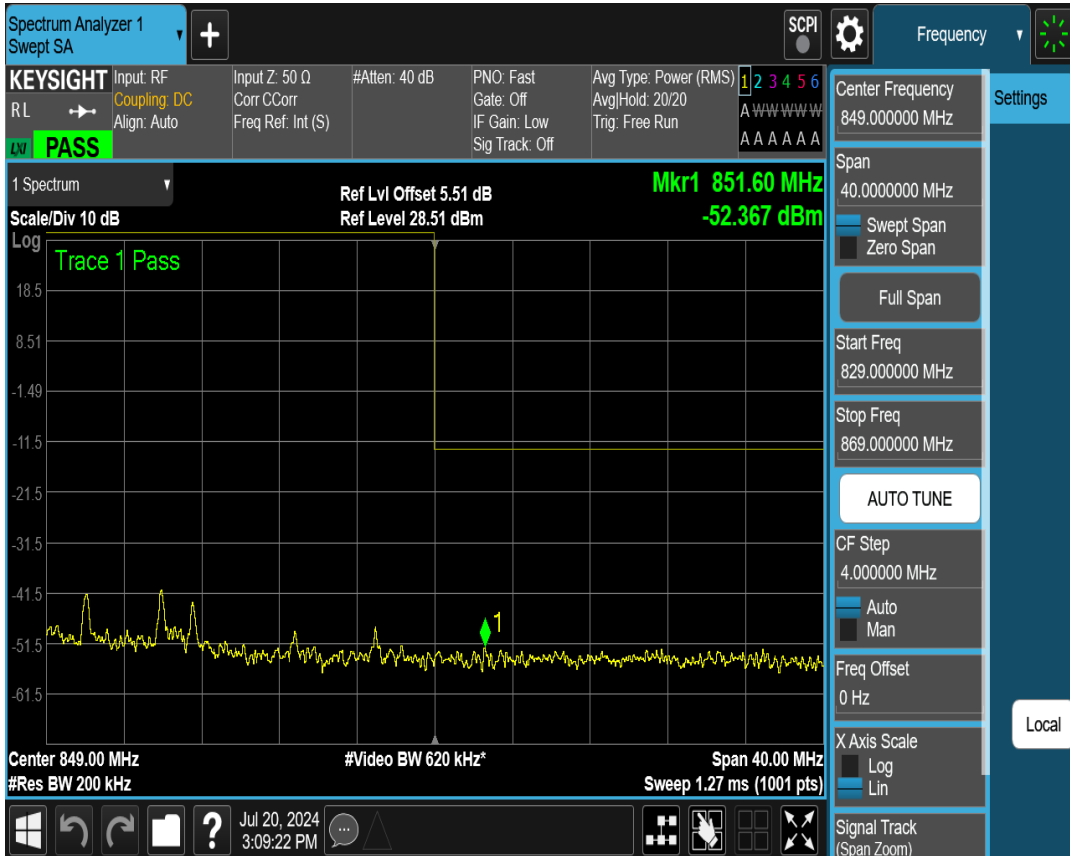 Spectrum Analyzer 1
Swept SA
SCPI
Frequency
KEYSIGHT
RL
LXI PASS
Input: RF
Coupling: DC
Align: Auto
Input Z: 50 Ω
Corr CCorr
Freq Ref: Int (S)
#Atten: 40 dB
PNO: Fast
Gate: Off
IF Gain: Low
Sig Track: Off
Avg Type: Power (RMS)
Avg|Hold: 20/20
Trig: Free Run
1 2 3 4 5 6
A W W W W W
A A A A A A
1 Spectrum
Scale/Div 10 dB
Ref Lvl Offset 5.51 dB
Ref Level 28.51 dBm
Mkr1 851.60 MHz
-52.367 dBm
Log
Trace 1 Pass
18.5
8.51
-1.49
-11.5
-21.5
-31.5
-41.5
1
-51.5
-61.5
Center 849.00 MHz
#Video BW 620 kHz*
Span 40.00 MHz
#Res BW 200 kHz
Sweep 1.27 ms (1001 pts)
?
Jul 20, 2024
3:09:22 PM
Center Frequency
849.000000 MHz
Span
40.0000000 MHz
Swept Span
Zero Span
Full Span
Start Freq
829.000000 MHz
Stop Freq
869.000000 MHz
AUTO TUNE
CF Step
4.000000 MHz
Auto
Man
Freq Offset
0 Hz
X Axis Scale
Log
Lin
Signal Track
(Span Zoom)
Settings
Local